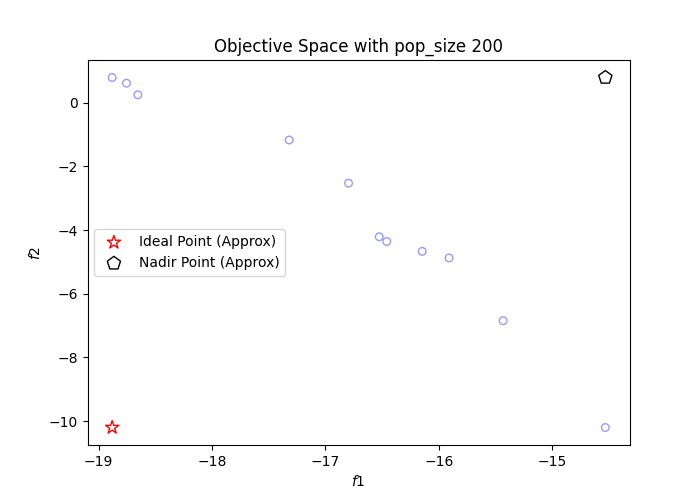 Objective Space with pop_size 200
0
−2
−4
−6
−8
−10
f2
Ideal Point (Approx)
Nadir Point (Approx)
−19
−18
−17
−16
−15
f1